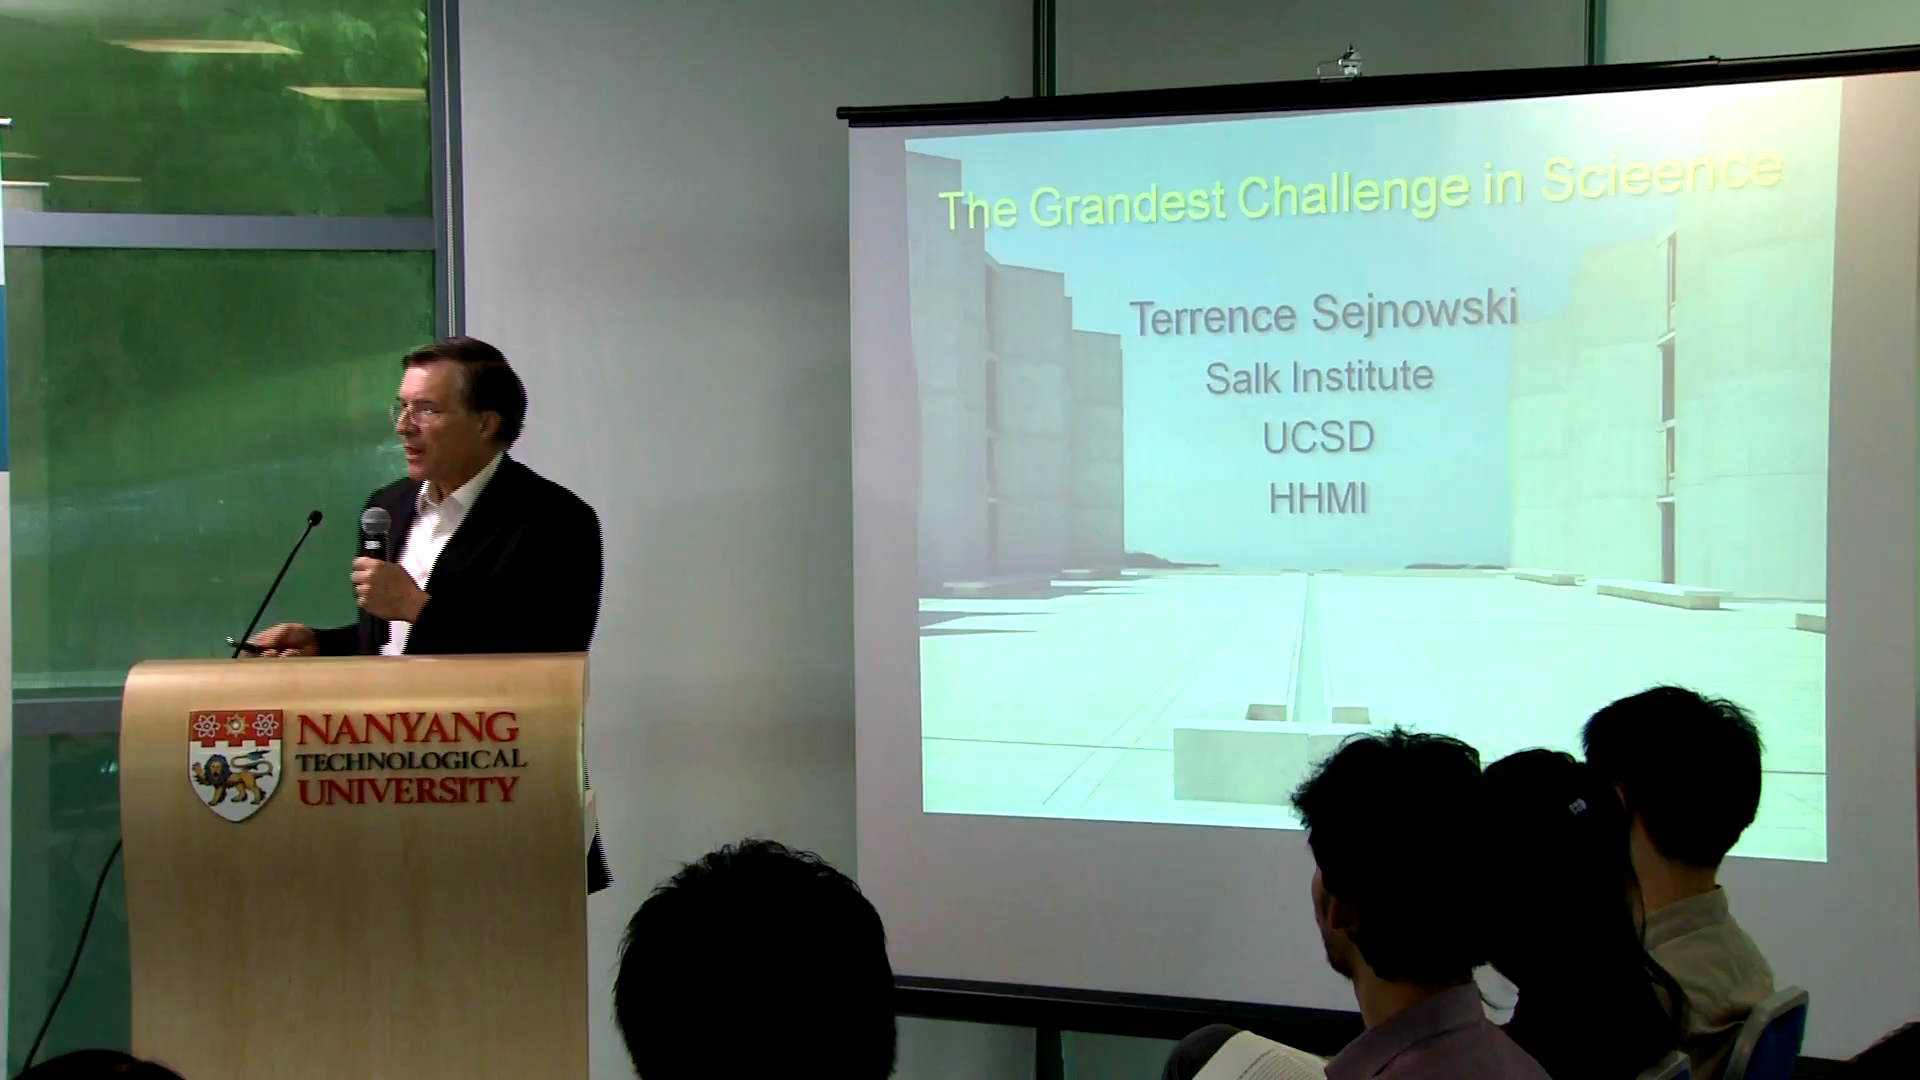 The Grandest Challenge in Scieence
Terrence Sejnowski
Salk Institute
UCSD
HHMI
NANYANG
TECHNOLOGICAL
UNIVERSITY